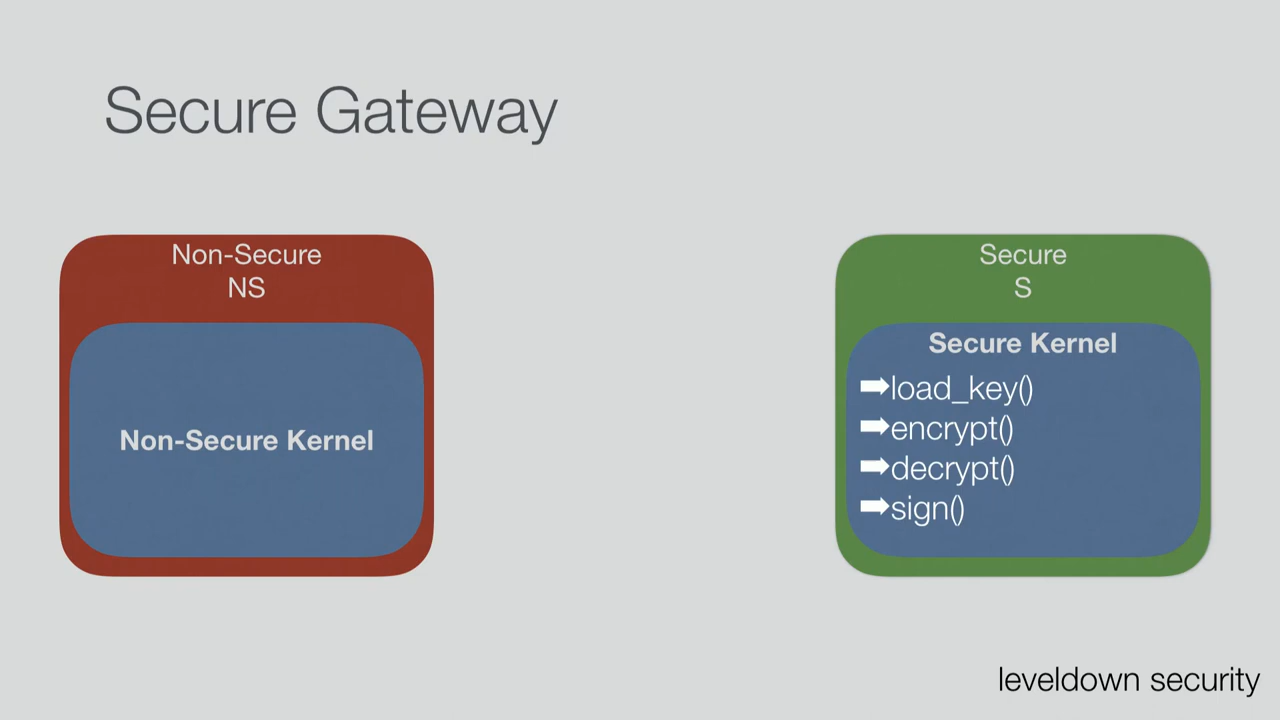 Secure Gateway
Non-Secure
NS
Non-Secure Kernel
Secure
S
Secure Kernel
➡load_key()
➡encrypt()
➡decrypt()
➡sign()
leveldown security